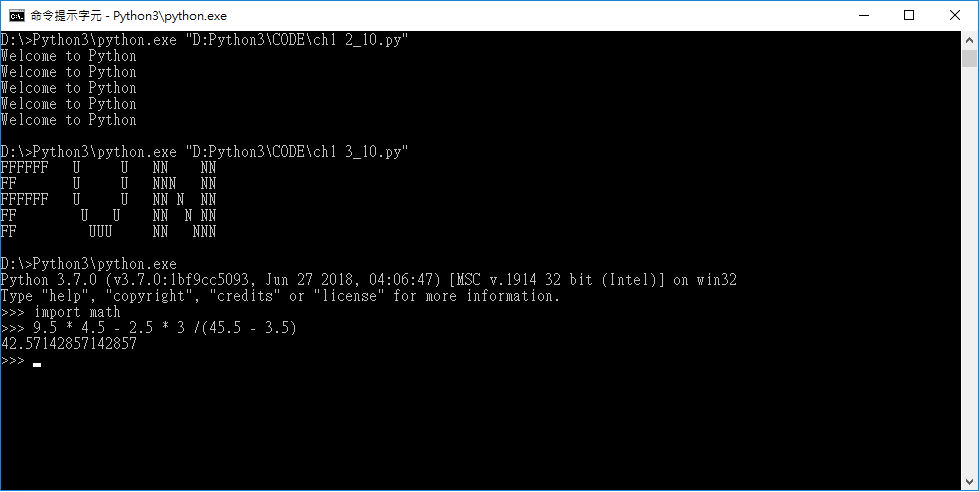 命令提示字元 - Python3\python.exe
D:\>Python3\python.exe "D:Python3\CODE\ch1 2_10.py"
Welcome to Python
Welcome to Python
Welcome to Python
Welcome to Python
Welcome to Python
D:\>Python3\python.exe "D:Python3\CODE\ch1 3_10.py"
FFFFFF   U     U   NN    NN
FF       U     U   NNN   NN
FFFFFF   U     U   NN N  NN
FF        U   U    NN  N NN
FF         UUU     NN   NNN
D:\>Python3\python.exe
Python 3.7.0 (v3.7.0:1bf9cc5093, Jun 27 2018, 04:06:47) [MSC v.1914 32 bit (Intel)] on win32
Type "help", "copyright", "credits" or "license" for more information.
>>> import math
>>> 9.5 * 4.5 - 2.5 * 3 /(45.5 - 3.5)
42.57142857142857
>>>